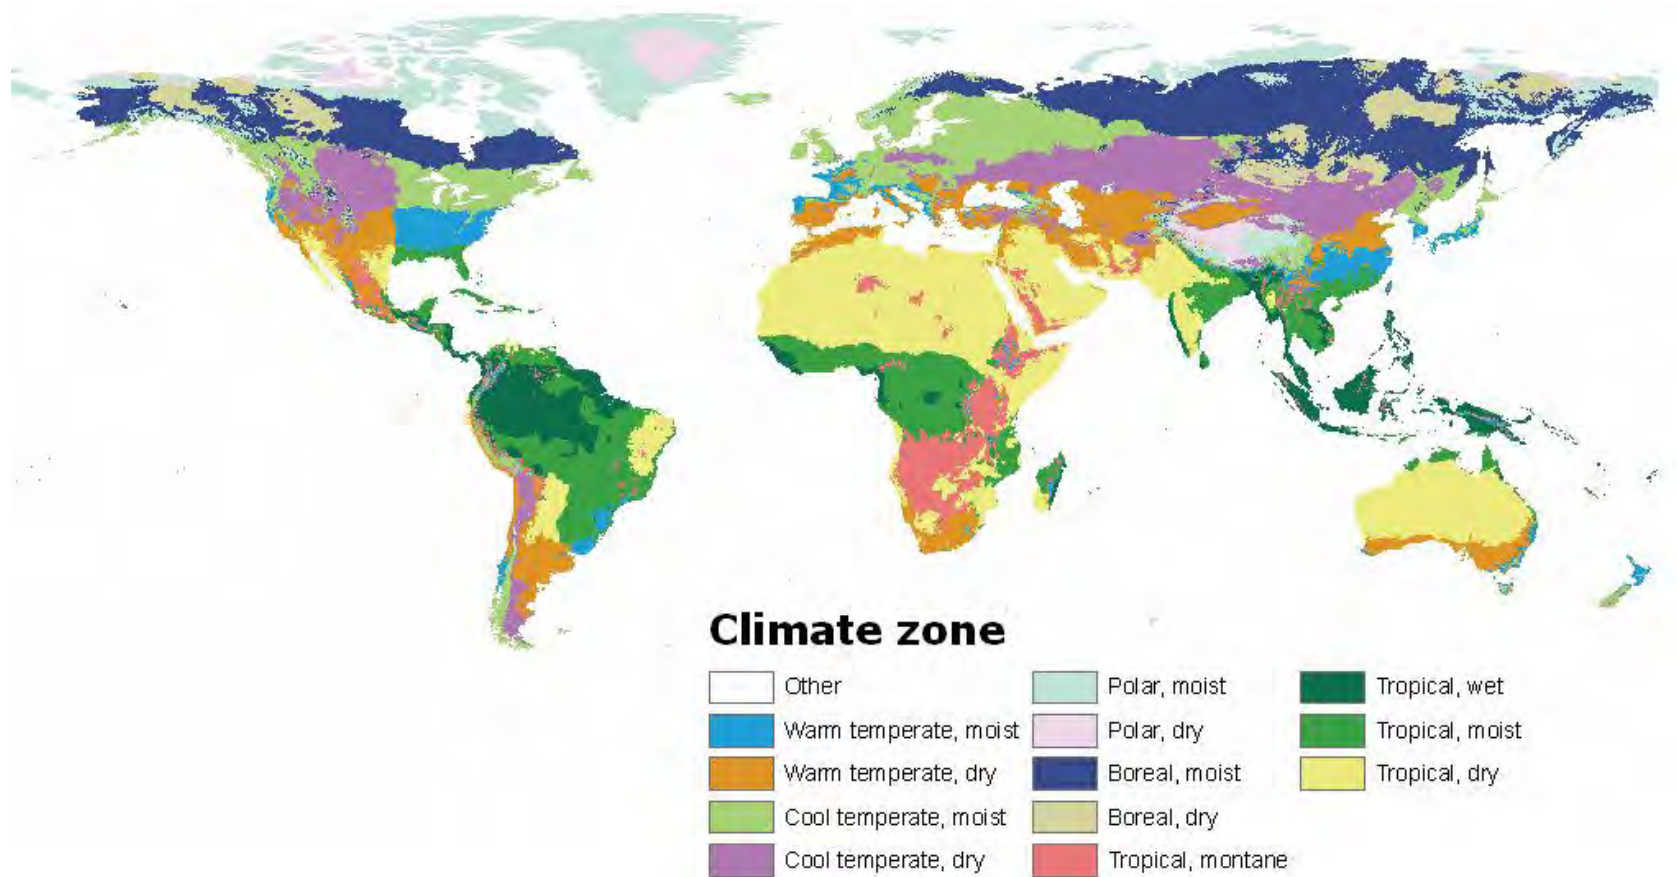 Climate zone
Other
Warm temperate, moist
Warm temperate, dry
Cool temperate, moist
Cool temperate, dry
Polar, moist
Polar, dry
Boreal, moist
Boreal, dry
Tropical, montane
Tropical, wet
Tropical, moist
Tropical, dry